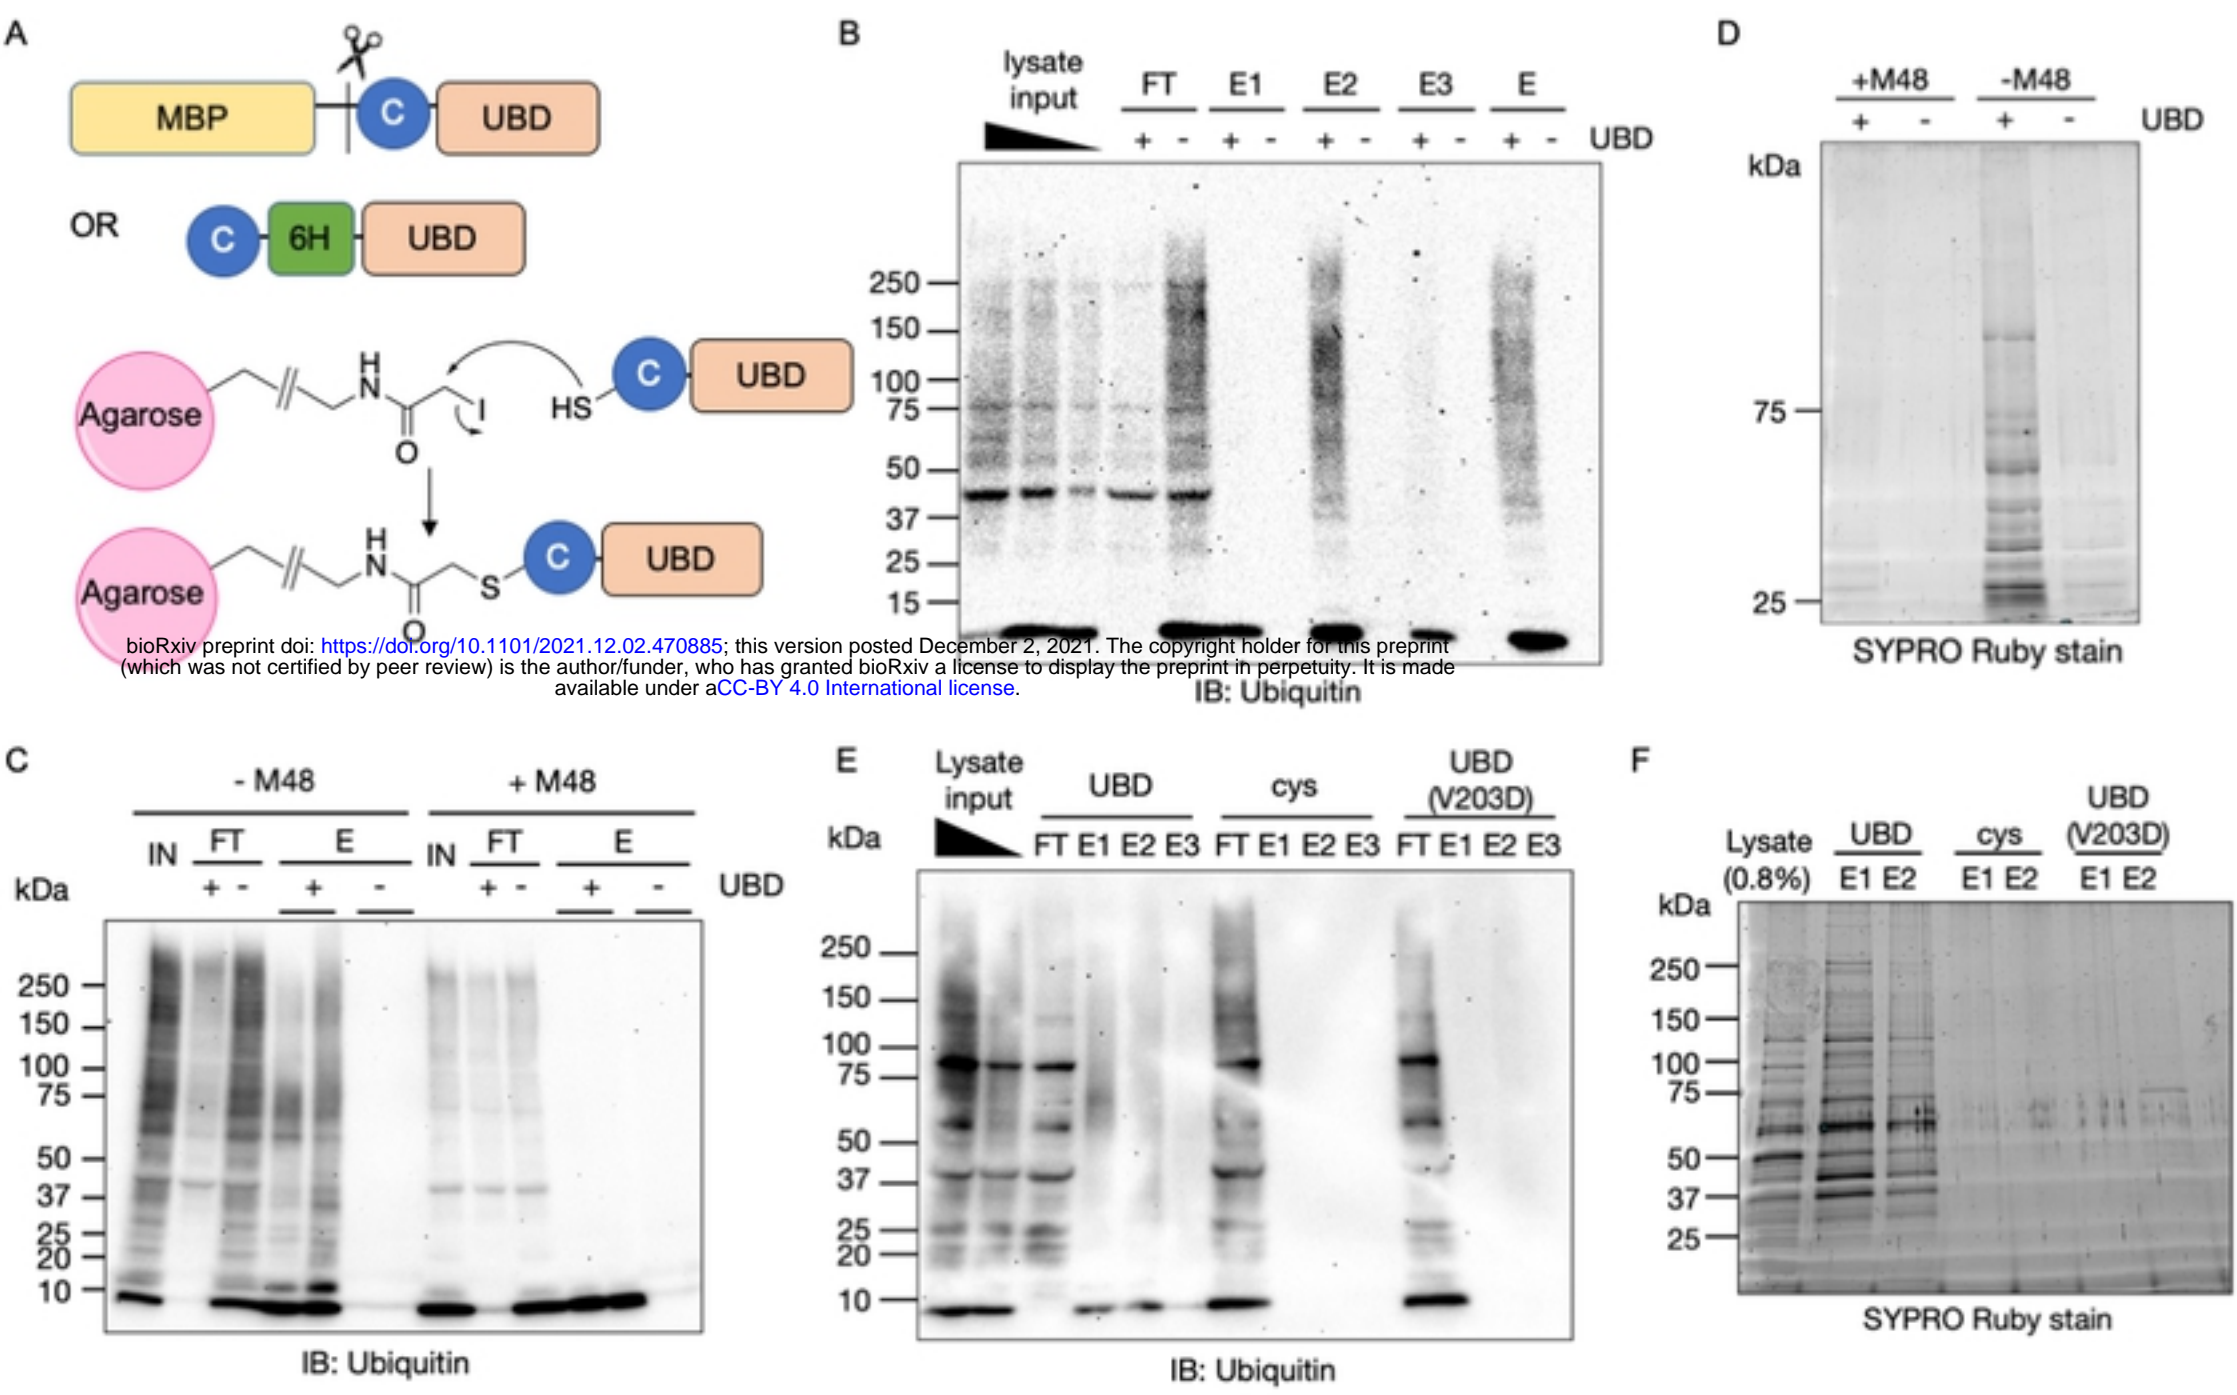 A
MBP
C
UBD
OR
C
6H
UBD
Agarose
H
N
O
I
HS
C
UBD
Agarose
H
N
O
S
C
UBD
B
lysate
input
FT E1 E2 E3 E
+ - + - + - + - + - UBD
250
150
100
75
50
37
25
15
IB: Ubiquitin
D
+M48 -M48
+ - + - UBD
kDa
75
25
SYPRO Ruby stain
bioRxiv preprint doi: https://doi.org/10.1101/2021.12.02.470885; this version posted December 2, 2021. The copyright holder for this preprint
(which was not certified by peer review) is the author/funder, who has granted bioRxiv a license to display the preprint in perpetuity. It is made
available under aCC-BY 4.0 International license.
C
- M48 + M48
IN FT E IN FT E
kDa + - + - + - + - UBD
250
150
100
75
50
37
25
20
10
IB: Ubiquitin
E
Lysate
input
UBD cys UBD
(V203D)
kDa FT E1 E2 E3 FT E1 E2 E3 FT E1 E2 E3
250
150
100
75
50
37
25
20
10
IB: Ubiquitin
F
Lysate
(0.8%)
UBD cys UBD
(V203D)
E1 E2 E1 E2 E1 E2
kDa
250
150
100
75
50
37
25
SYPRO Ruby stain